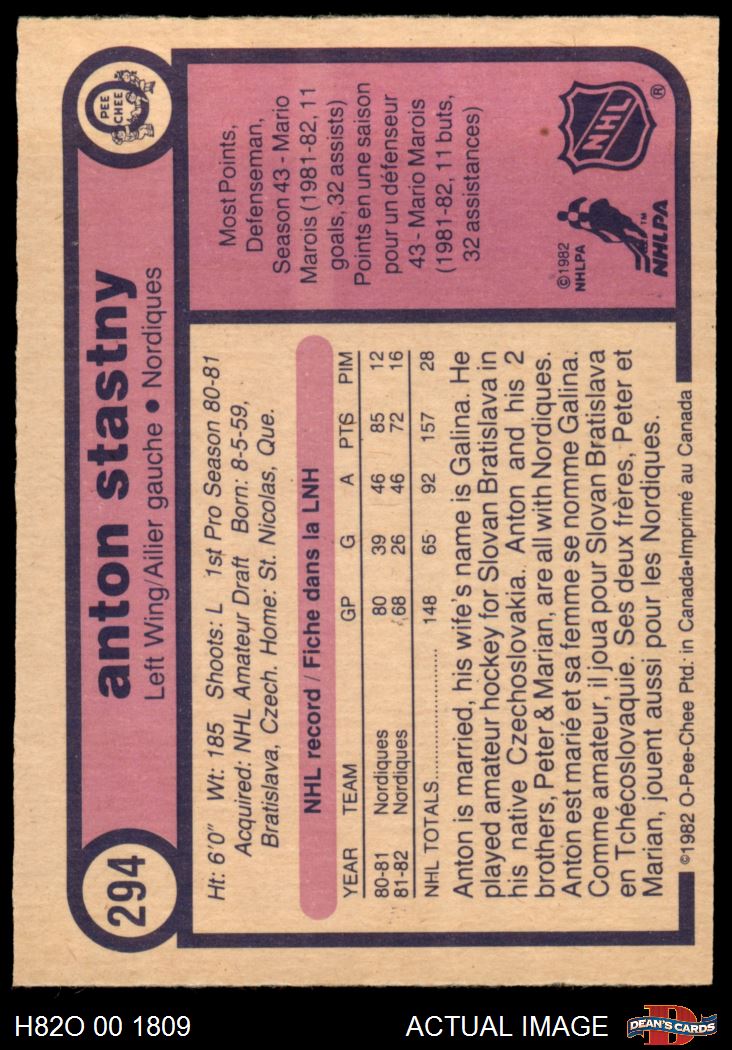 294
anton stastny
Left Wing/Ailier gauche • Nordiques
O PEE CHEE
Ht: 6'0" Wt: 185 Shoots: L 1st Pro Season 80-81
Acquired: NHL Amateur Draft Born: 8-5-59,
Bratislava, Czech. Home: St. Nicolas, Que.
NHL record / Fiche dans la LNH
YEAR TEAM GP G A PTS PIM
80-81 Nordiques 80 39 46 85 12
81-82 Nordiques 68 26 46 72 16
NHL TOTALS 148 65 92 157 28
Anton is married, his wife's name is Galina. He
played amateur hockey for Slovan Bratislava in
his native Czechoslovakia. Anton and his 2
brothers, Peter & Marian, are all with Nordiques.
Anton est marié et sa femme se nomme Galina.
Comme amateur, il joua pour Slovan Bratislava
en Tchécoslovaquie. Ses deux frères, Peter et
Marian, jouent aussi pour les Nordiques.
©1982 O-Pee-Chee Ptd. in Canada•Imprimé au Canada
Most Points,
Defenseman,
Season 43 - Mario
Marois (1981-82, 11
goals, 32 assists)
Points en une saison
pour un défenseur
43 - Mario Marois
(1981-82, 11 buts,
32 assistances)
©1982
NHLPA
NHLPA ™
NHL ®
H82O 00 1809
ACTUAL IMAGE
D
DEAN'S CARDS